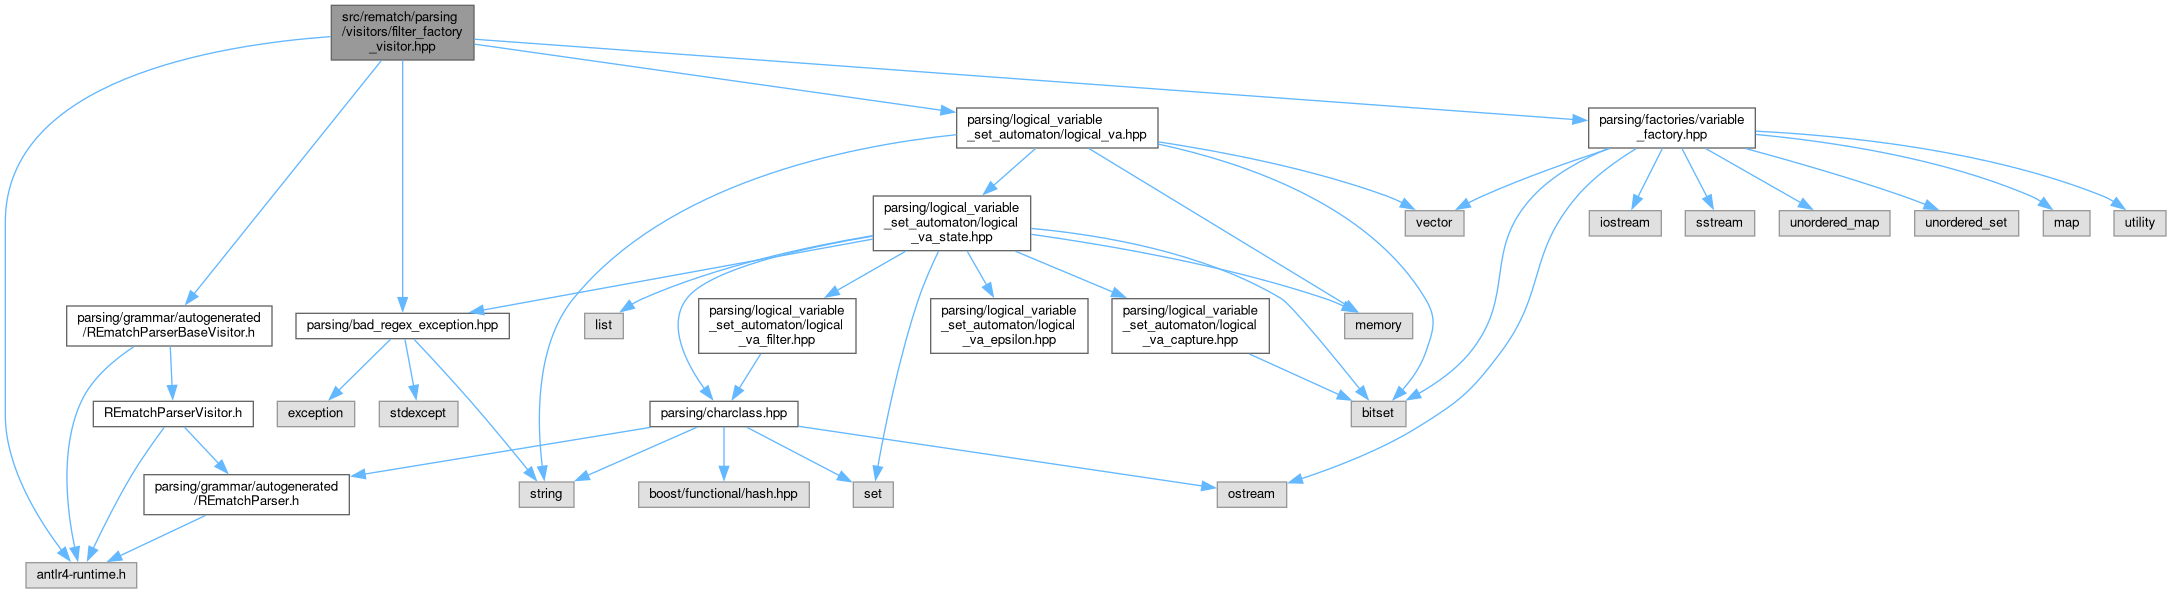 src/rematch/parsing
/visitors/filter_factory
_visitor.hpp
parsing/logical_variable
_set_automaton/logical_va.hpp
parsing/factories/variable
_factory.hpp
parsing/logical_variable
_set_automaton/logical
_va_state.hpp
vector
iostream
sstream
unordered_map
unordered_set
map
utility
parsing/grammar/autogenerated
/REmatchParserBaseVisitor.h
parsing/bad_regex_exception.hpp
list
parsing/logical_variable
_set_automaton/logical
_va_filter.hpp
parsing/logical_variable
_set_automaton/logical
_va_epsilon.hpp
parsing/logical_variable
_set_automaton/logical
_va_capture.hpp
memory
REmatchParserVisitor.h
exception
stdexcept
parsing/charclass.hpp
bitset
parsing/grammar/autogenerated
/REmatchParser.h
string
boost/functional/hash.hpp
set
ostream
antlr4-runtime.h